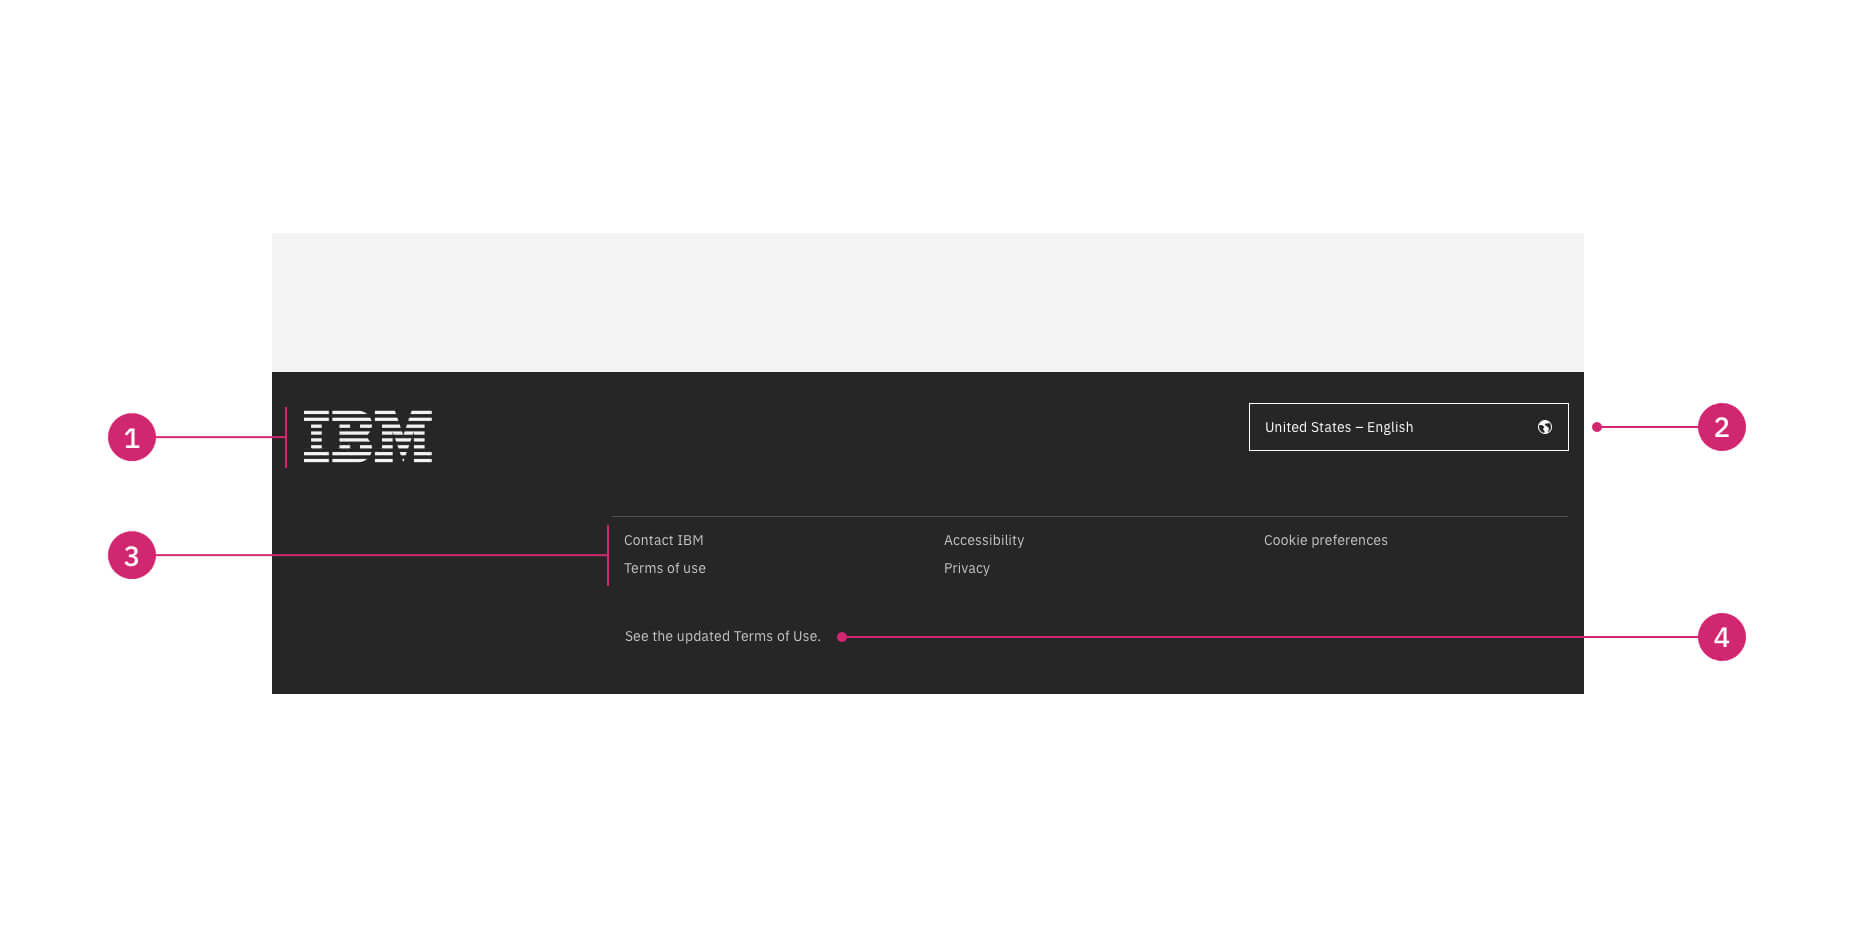 1
IBM
United States – English
2
3
Contact IBM
Accessibility
Cookie preferences
Terms of use
Privacy
See the updated Terms of Use.
4